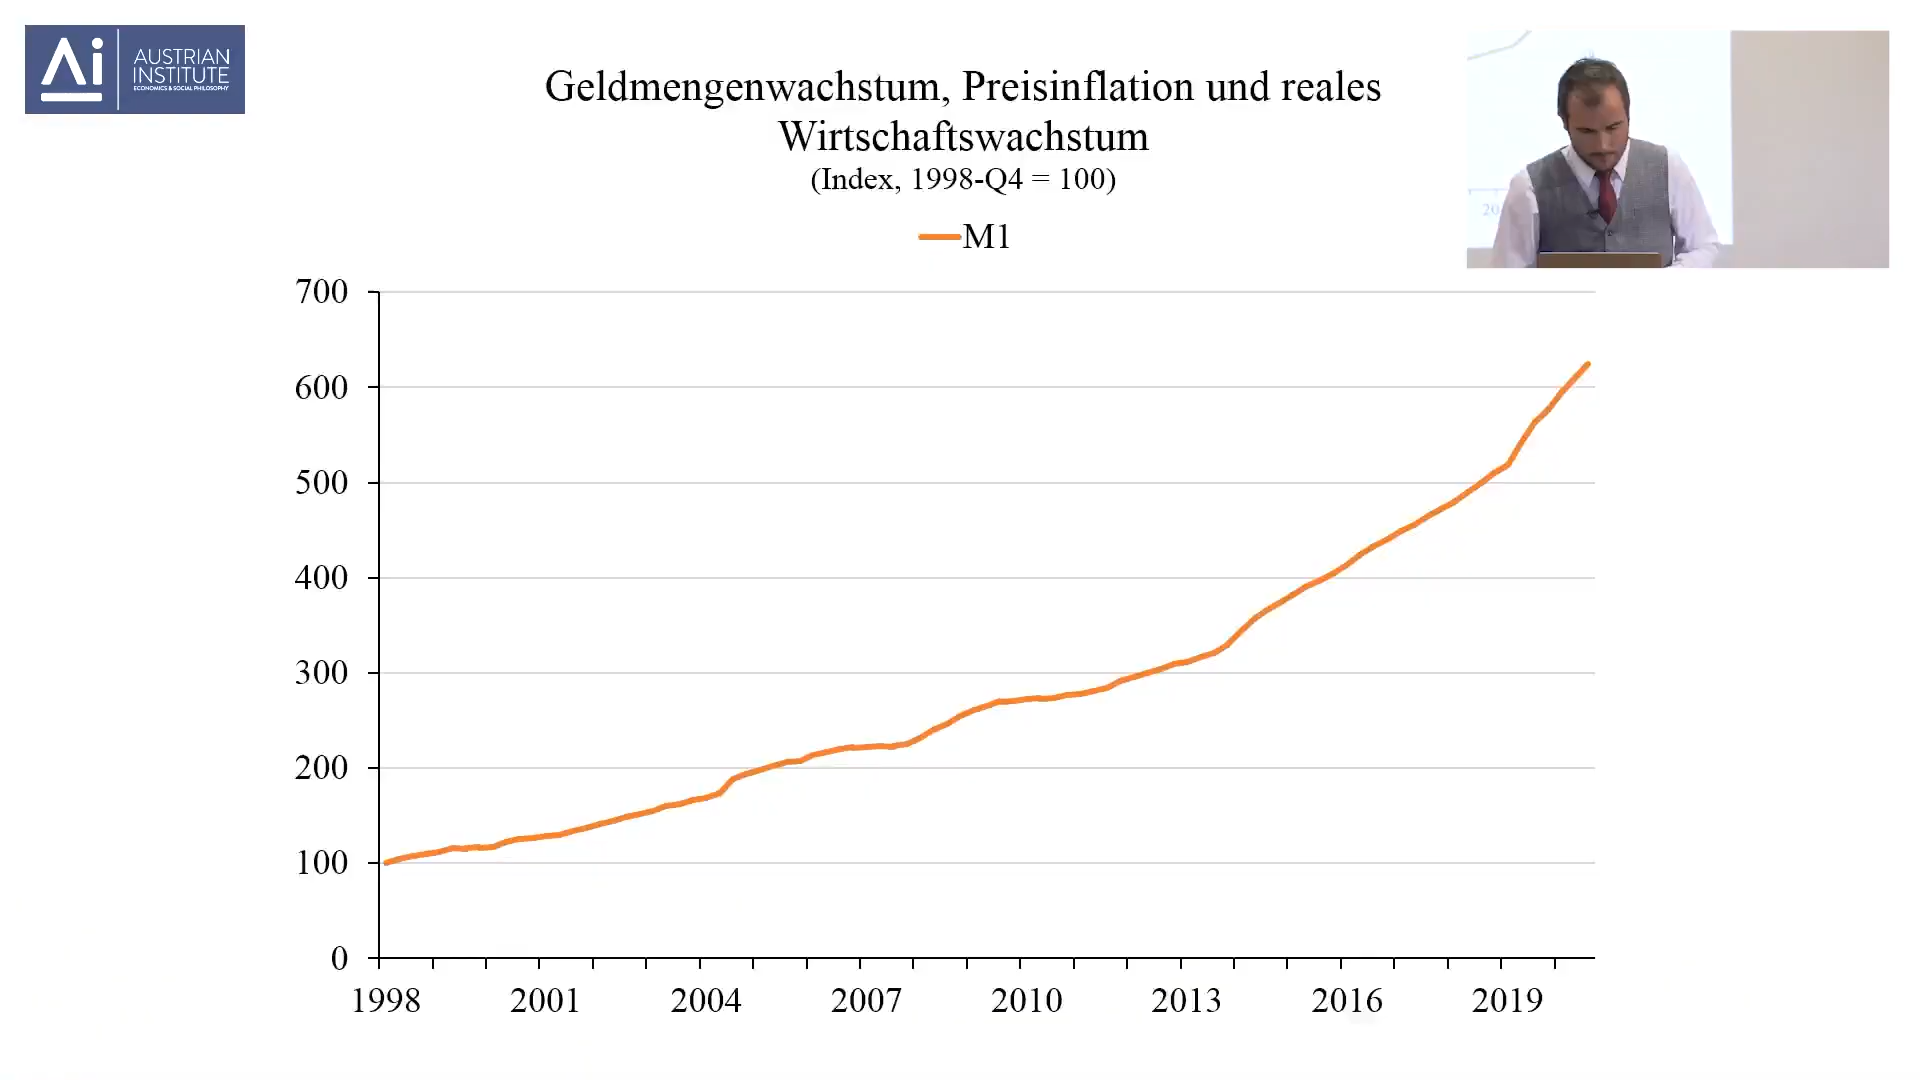 Ai
AUSTRIAN
INSTITUTE
ECONOMICS & SOCIAL PHILOSOPHY
Geldmengenwachstum, Preisinflation und reales
Wirtschaftswachstum
(Index, 1998-Q4 = 100)
M1
700
600
500
400
300
200
100
0
1998 2001 2004 2007 2010 2013 2016 2019